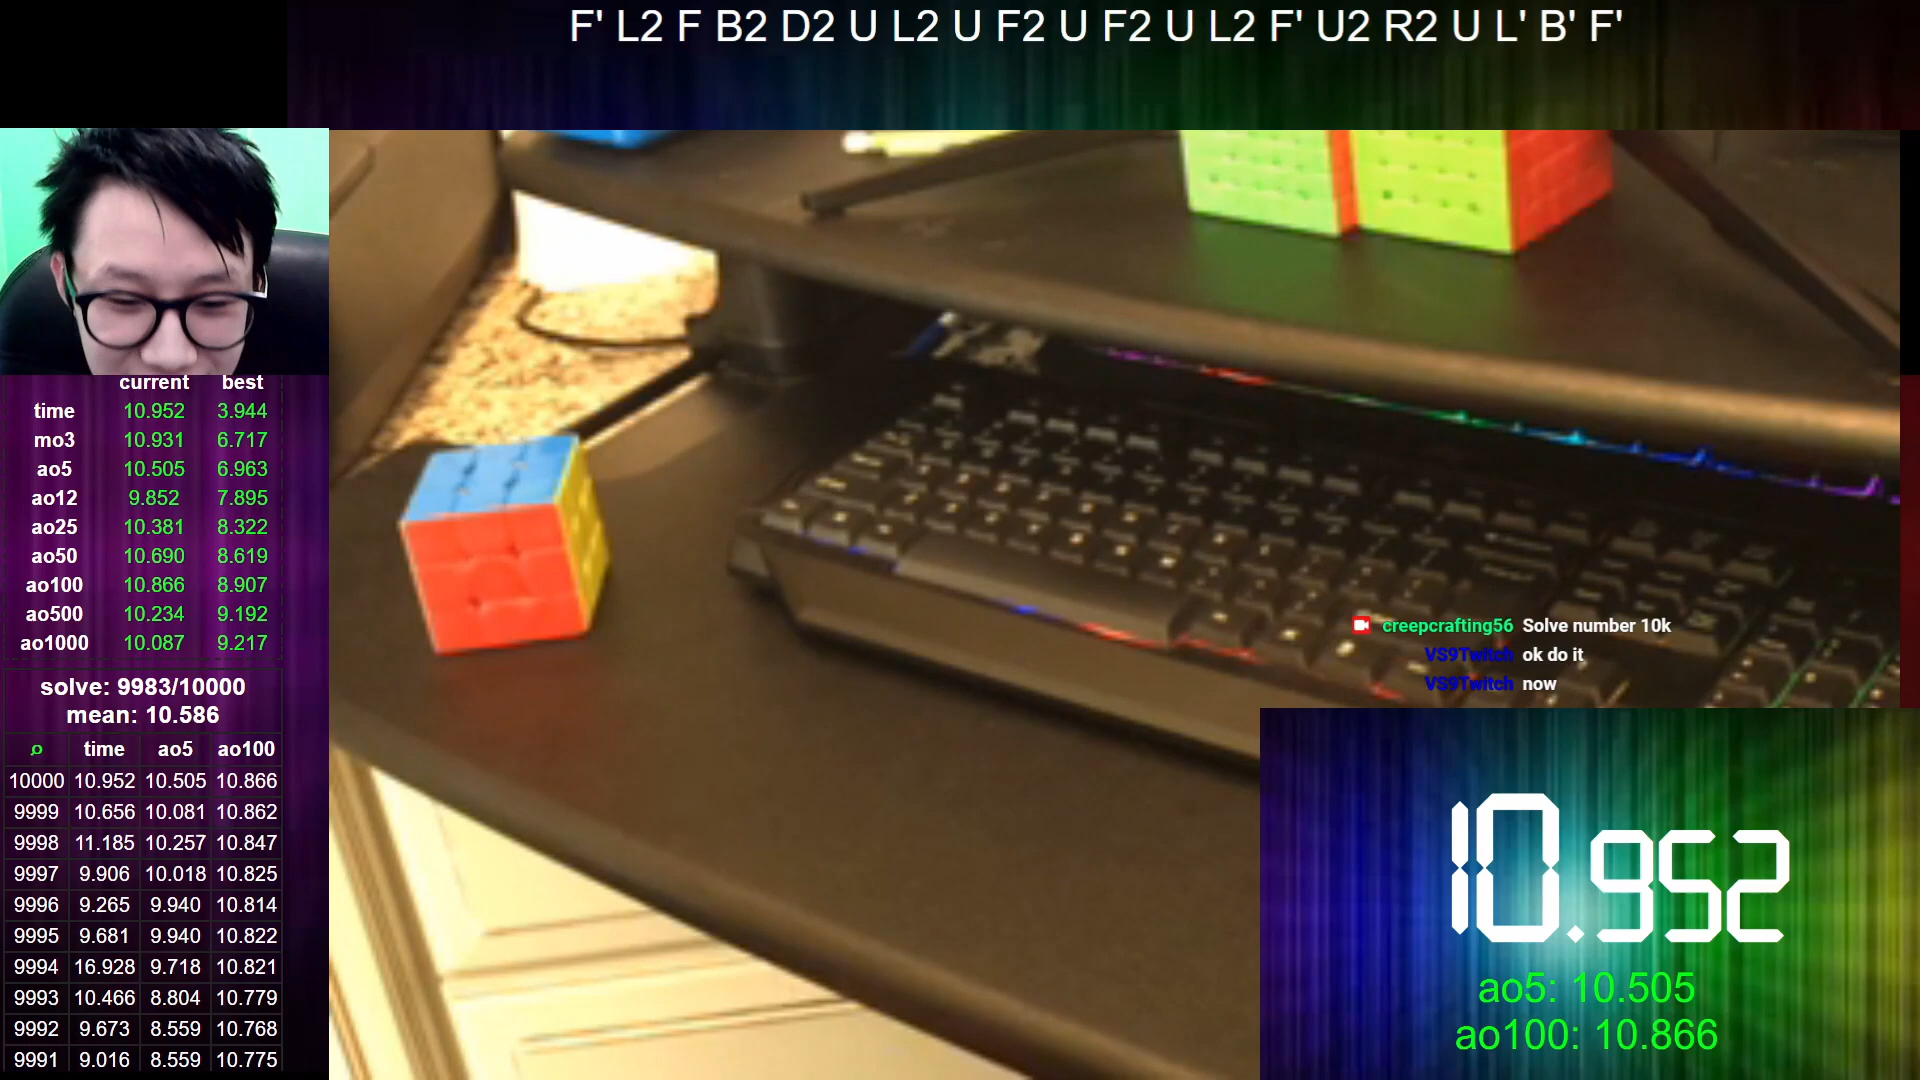 F' L2 F B2 D2 U L2 U F2 U F2 U L2 F' U2 R2 U L' B' F'
current best
time 10.952 3.944
mo3 10.931 6.717
ao5 10.505 6.963
ao12 9.852 7.895
ao25 10.381 8.322
ao50 10.690 8.619
ao100 10.866 8.907
ao500 10.234 9.192
ao1000 10.087 9.217
solve: 9983/10000
mean: 10.586
time ao5 ao100
10000 10.952 10.505 10.866
9999 10.656 10.081 10.862
9998 11.185 10.257 10.847
9997 9.906 10.018 10.825
9996 9.265 9.940 10.814
9995 9.681 9.940 10.822
9994 16.928 9.718 10.821
9993 10.466 8.804 10.779
9992 9.673 8.559 10.768
9991 9.016 8.559 10.775
creepcrafting56 Solve number 10k
VS9Twitch ok do it
VS9Twitch now
10.952
ao5: 10.505
ao100: 10.866